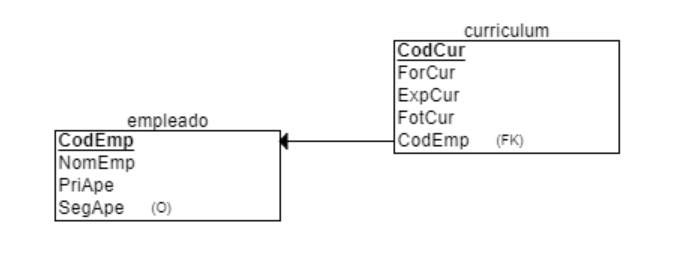 curriculum
CodCur
ForCur
ExpCur
FotCur
CodEmp (FK)
empleado
CodEmp
NomEmp
PriApe
SegApe (O)